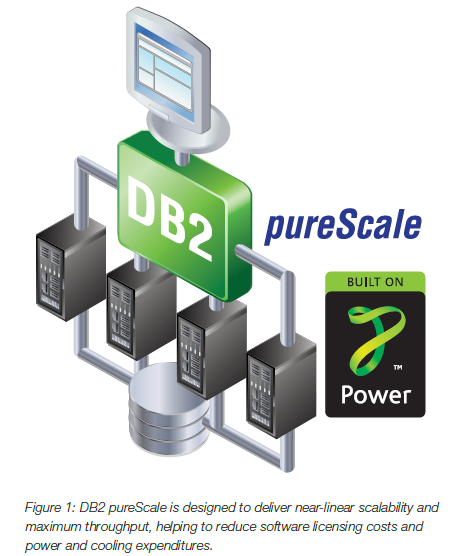 DB2
pureScale
BUILT ON
TM
Power
Figure 1: DB2 pureScale is designed to deliver near-linear scalability and
maximum throughput, helping to reduce software licensing costs and
power and cooling expenditures.